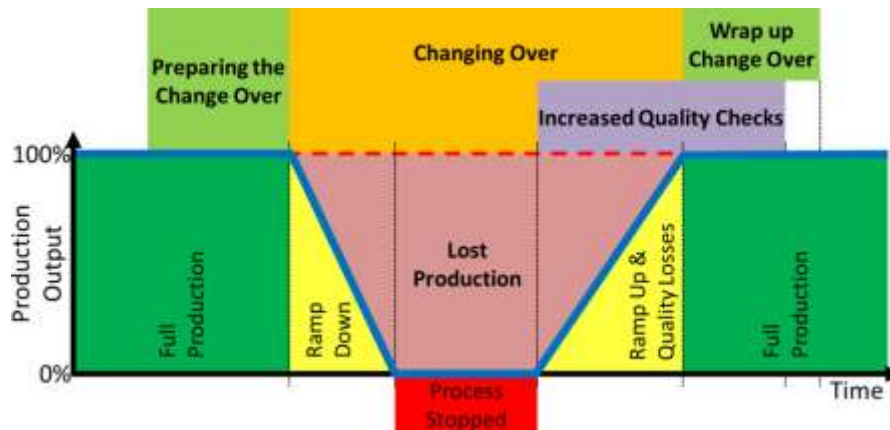 Preparing the
Change Over
Changing Over
Wrap up
Change Over
Increased Quality Checks
100%
Production
Output
Full
Production
Ramp
Down
Lost
Production
Ramp Up &
Quality Losses
Full
Production
0%
Process
Stopped
Time